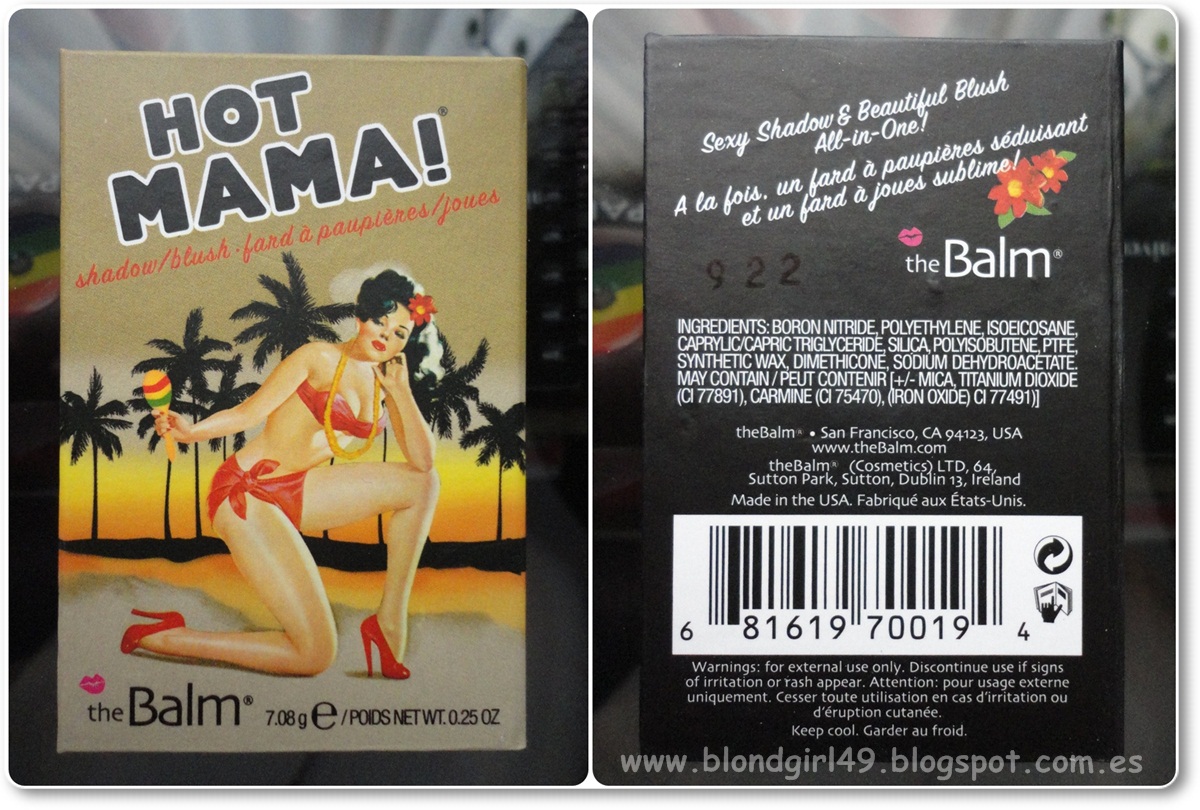 HOT
MAMA!®
shadow/blush · fard à paupières/joues
the Balm®
7.08 g ℮ / POIDS NET WT. 0.25 OZ
Sexy Shadow & Beautiful Blush
All-in-One!
A la fois, un fard à paupières séduisant
et un fard à joues sublime!
the Balm®
922
INGREDIENTS: BORON NITRIDE, POLYETHYLENE, ISOEICOSANE,
CAPRYLIC/CAPRIC TRIGLYCERIDE, SILICA, POLYISOBUTENE, PTFE,
SYNTHETIC WAX, DIMETHICONE, SODIUM DEHYDROACETATE.
MAY CONTAIN / PEUT CONTENIR [+/- MICA, TITANIUM DIOXIDE
(CI 77891), CARMINE (CI 75470), (IRON OXIDE) CI 77491)]
theBalm® • San Francisco, CA 94123, USA
www.theBalm.com
theBalm® (Cosmetics) LTD, 64,
Sutton Park, Sutton, Dublin 13, Ireland
Made in the USA. Fabriqué aux États-Unis.
6 81619 70019 4
Warnings: for external use only. Discontinue use if signs
of irritation or rash appear. Attention: pour usage externe
uniquement. Cesser toute utilisation en cas d'irritation ou
d'éruption cutanée.
Keep cool. Garder au froid.
www.blondgirl49.blogspot.com.es